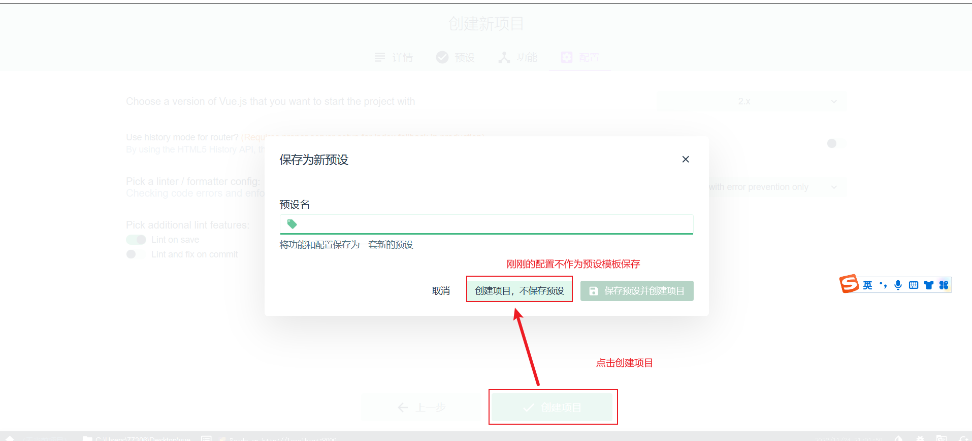 创建新项目
详情 预设 功能 配置
Choose a version of Vue.js that you want to start the project with
2.x
Use history mode for router?
By using the HTML5 History API,
保存为新预设
Pick a linter / formatter config:
with error prevention only
Checking code errors and
预设名
Pick additional lint features:
Lint on save
将功能和配置保存为一套新的预设
Lint and fix on commit
刚刚的配置不作为预设模板保存
取消 创建项目，不保存预设 保存预设并创建项目
英
点击创建项目
上一步 创建项目